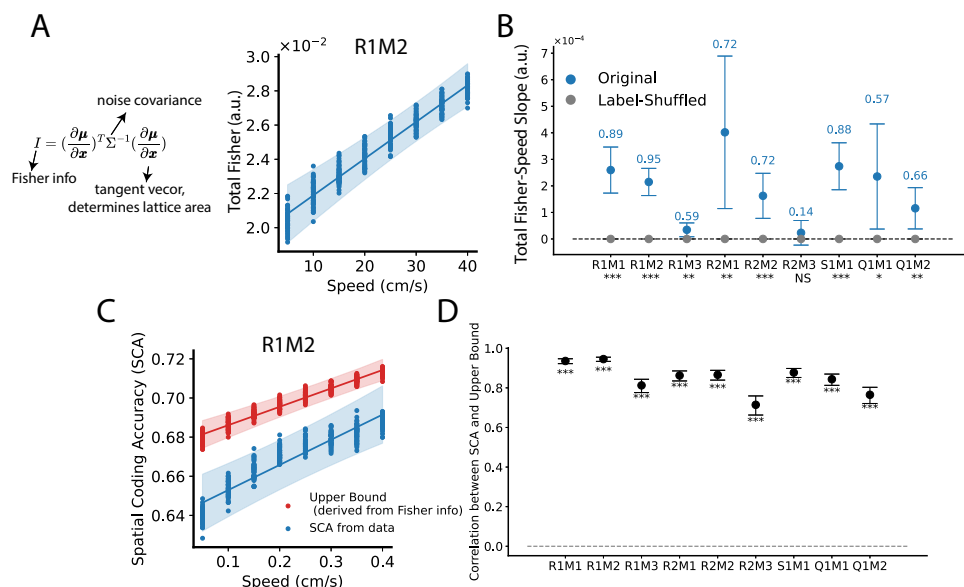 A
noise covariance
I = (∂μ/∂x)^T Σ^{-1} (∂μ/∂x)
Fisher info
tangent vecor,
determines lattice area
×10⁻²
R1M2
Total Fisher (a.u.)
3.0
2.8
2.6
2.4
2.2
2.0
10 20 30 40
Speed (cm/s)
B
×10⁻⁴
Total Fisher-Speed Slope (a.u.)
7
6
5
4
3
2
1
0
Original
Label-Shuffled
0.89 0.95 0.59 0.72 0.72 0.14 0.88 0.57 0.66
R1M1 R1M2 R1M3 R2M1 R2M2 R2M3 S1M1 Q1M1 Q1M2
*** *** ** ** *** NS *** * **
C
R1M2
Spatial Coding Accuracy (SCA)
0.72
0.70
0.68
0.66
0.64
Upper Bound
(derived from Fisher info)
SCA from data
0.1 0.2 0.3 0.4
Speed (cm/s)
D
Correlation between SCA and Upper Bound
1.0
0.8
0.6
0.4
0.2
0.0
*** *** *** *** *** *** *** *** ***
R1M1 R1M2 R1M3 R2M1 R2M2 R2M3 S1M1 Q1M1 Q1M2